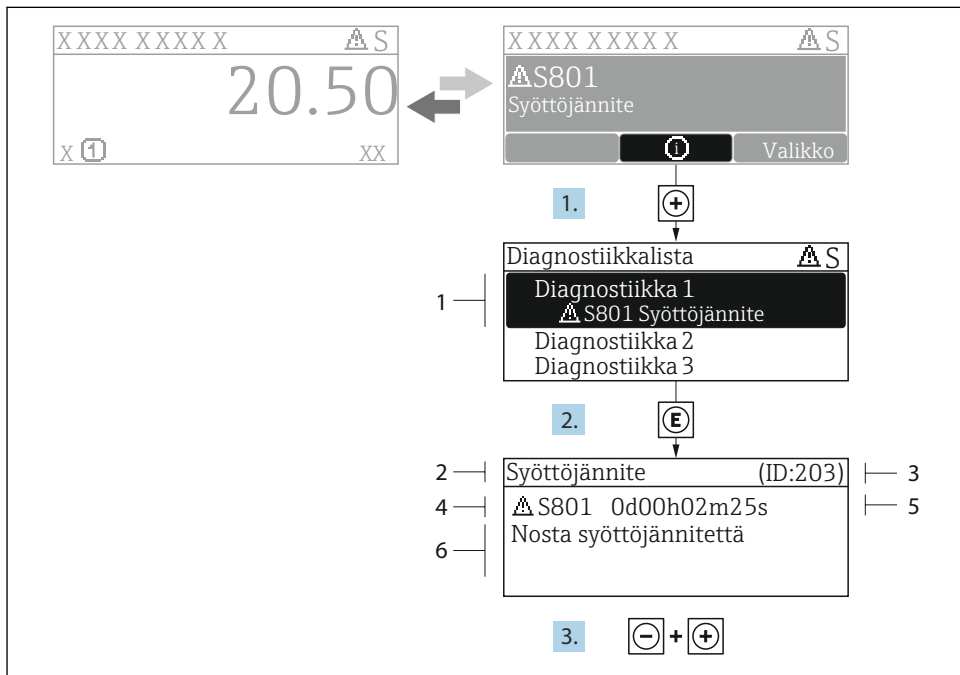 XXXX XXXXX ⚠S
20.50
X ① XX
XXXX XXXXX ⚠S
⚠S801
Syöttöjännite
ⓘ Valikko
1. +
Diagnostiikkalista ⚠S
1
Diagnostiikka 1
⚠S801 Syöttöjännite
Diagnostiikka 2
Diagnostiikka 3
2. E
2 Syöttöjännite (ID:203) 3
4 ⚠S801 0d00h02m25s 5
6 Nosta syöttöjännitettä
3. - + +